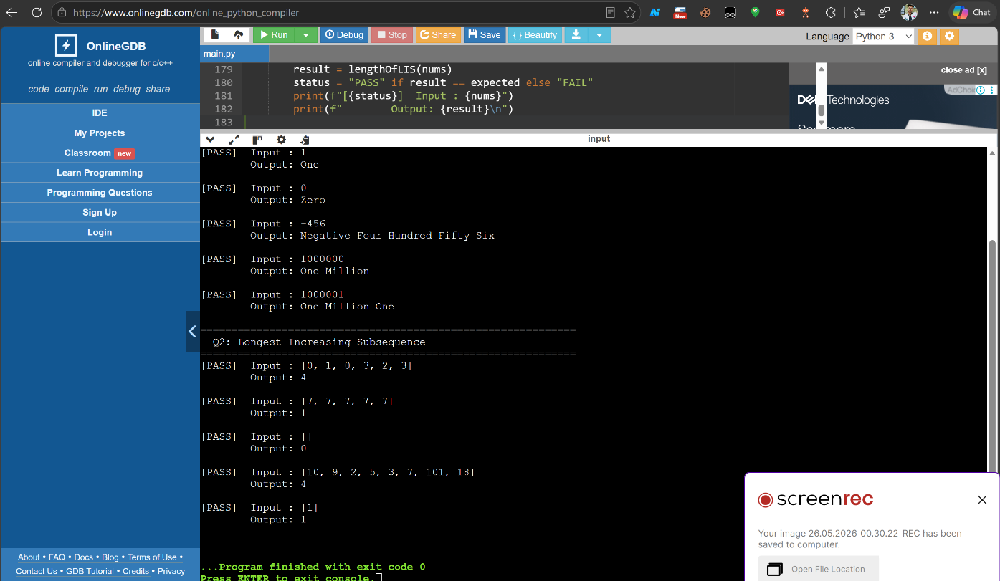 https://www.onlinegdb.com/online_python_compiler
New
Chat
OnlineGDB
online compiler and debugger for c/c++
code. compile. run. debug. share.
IDE
My Projects
Classroom new
Learn Programming
Programming Questions
Sign Up
Login
About • FAQ • Docs • Blog • Terms of Use •
Contact Us • GDB Tutorial • Credits • Privacy
Run Debug Stop Share Save { } Beautify
Language Python 3
main.py
179 result = lengthOfLIS(nums)
180 status = "PASS" if result == expected else "FAIL"
181 print(f"[{status}]  Input : {nums}")
182 print(f"        Output: {result}\n")
183
close ad [x]
DELL Technologies
input
[PASS]  Input : 1
Output: One
[PASS]  Input : 0
Output: Zero
[PASS]  Input : -456
Output: Negative Four Hundred Fifty Six
[PASS]  Input : 1000000
Output: One Million
[PASS]  Input : 1000001
Output: One Million One
============================================================
Q2: Longest Increasing Subsequence
============================================================
[PASS]  Input : [0, 1, 0, 3, 2, 3]
Output: 4
[PASS]  Input : [7, 7, 7, 7, 7]
Output: 1
[PASS]  Input : []
Output: 0
[PASS]  Input : [10, 9, 2, 5, 3, 7, 101, 18]
Output: 4
[PASS]  Input : [1]
Output: 1
...Program finished with exit code 0
Press ENTER to exit console.
screenrec
Your image 26.05.2026_00.30.22_REC has been
saved to computer.
Open File Location